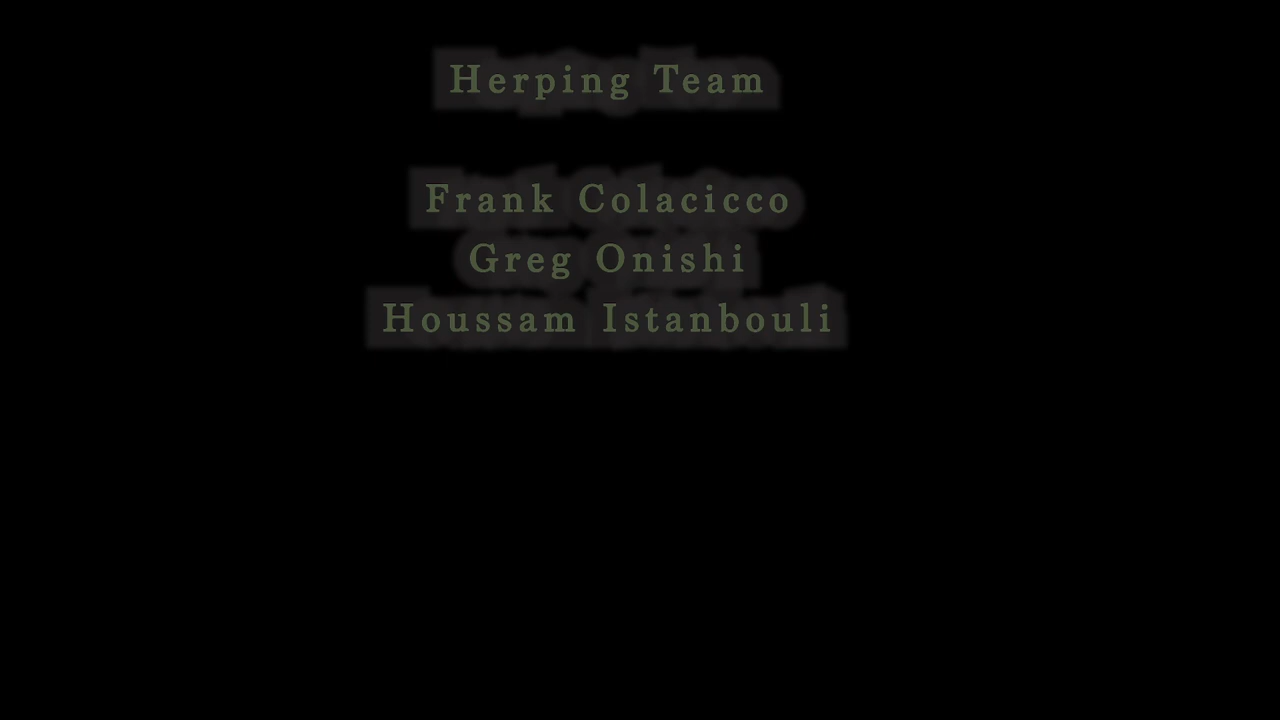 Herping Team
Frank Colacicco
Greg Onishi
Houssam Istanbouli